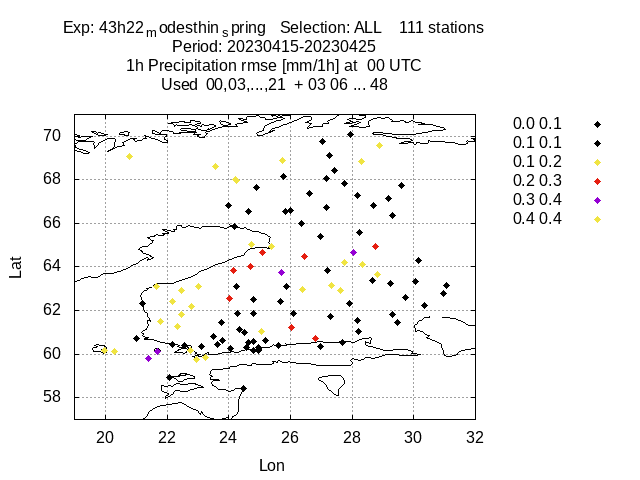 Exp: 43h22modesthinspring Selection: ALL 111 stations
Period: 20230415-20230425
1h Precipitation rmse [mm/1h] at 00 UTC
Used 00,03,...,21 + 03 06 ... 48
0.0 0.1
0.1 0.1
0.1 0.2
0.2 0.3
0.3 0.4
0.4 0.4
70
68
66
64
62
60
58
Lat
20 22 24 26 28 30 32
Lon